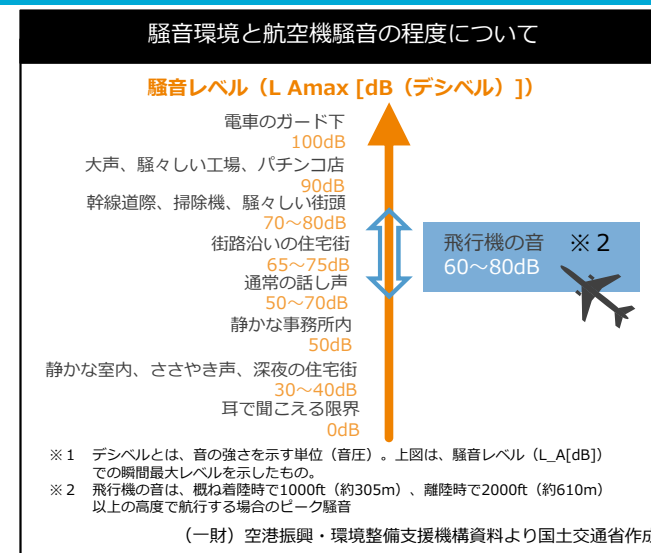 騒音環境と航空機騒音の程度について
騒音レベル（L Amax [dB（デシベル）]）
電車のガード下
100dB
大声、騒々しい工場、パチンコ店
90dB
幹線道際、掃除機、騒々しい街頭
70～80dB
街路沿いの住宅街
65～75dB
通常の話し声
50～70dB
静かな事務所内
50dB
静かな室内、ささやき声、深夜の住宅街
30～40dB
耳で聞こえる限界
0dB
飛行機の音 ※２
60～80dB
※１ デシベルとは、音の強さを示す単位（音圧）。上図は、騒音レベル（L_A[dB]）
での瞬間最大レベルを示したもの。
※２ 飛行機の音は、概ね着陸時で1000ft（約305m）、離陸時で2000ft（約610m）
以上の高度で航行する場合のピーク騒音
（一財）空港振興・環境整備支援機構資料より国土交通省作成